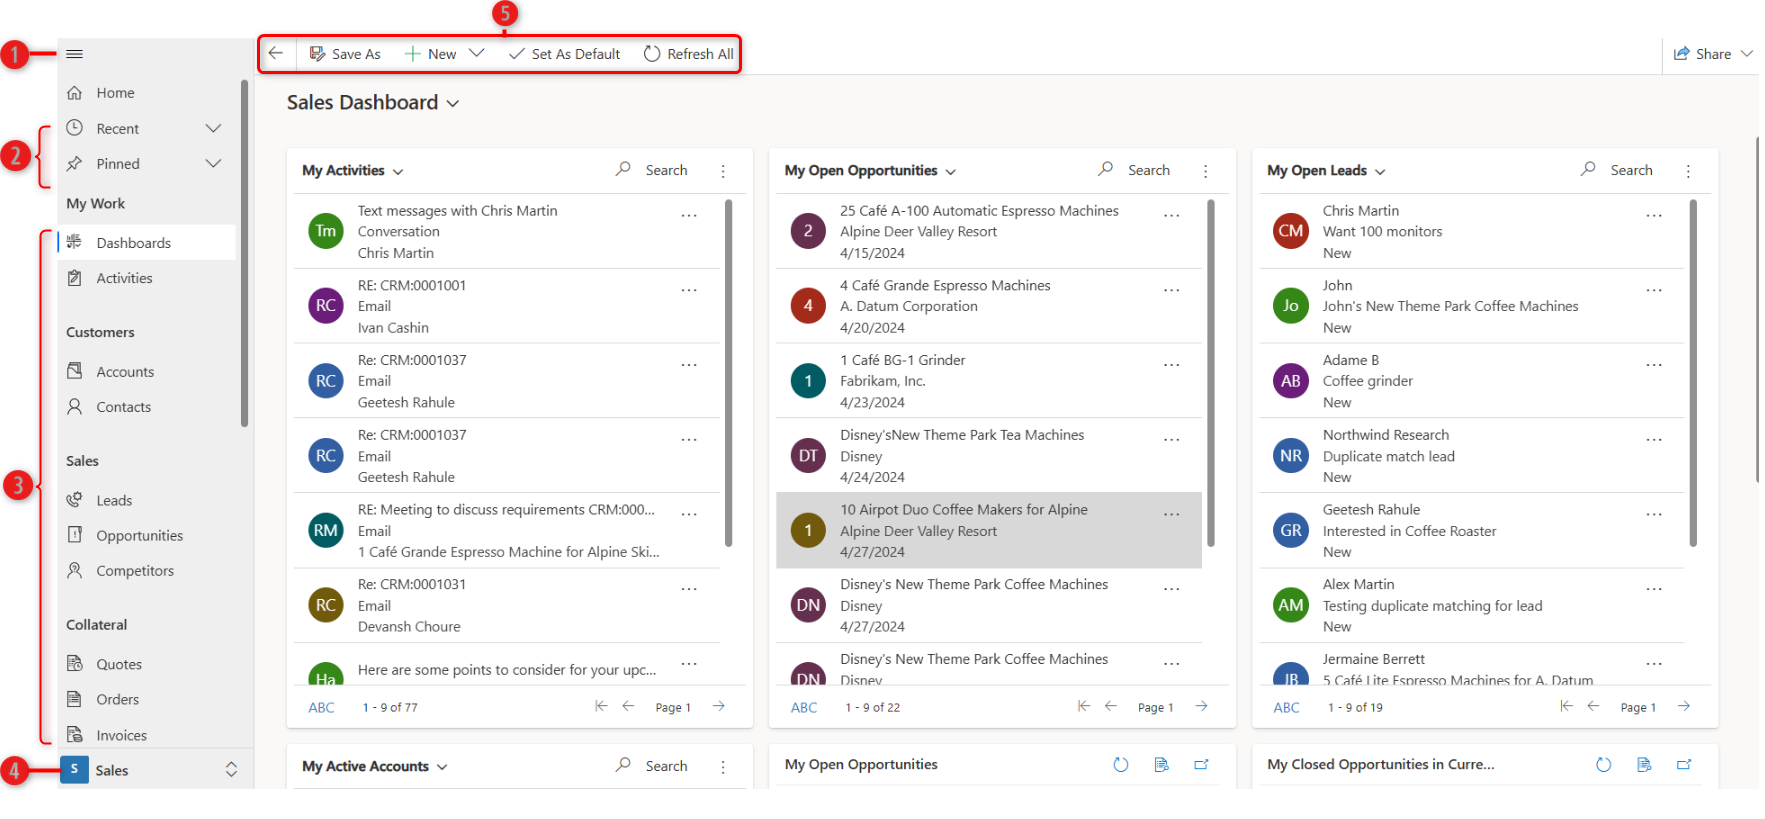 5
1
Save As
New
Set As Default
Refresh All
Share
Home
2
Recent
Pinned
My Work
3
Dashboards
Activities
Customers
Accounts
Contacts
Sales
Leads
Opportunities
Competitors
Collateral
Quotes
Orders
Invoices
4
S
Sales
Sales Dashboard
My Activities
Search
Tm
Text messages with Chris Martin
Conversation
Chris Martin
RC
RE: CRM:0001001
Email
Ivan Cashin
RC
Re: CRM:0001037
Email
Geetesh Rahule
RC
Re: CRM:0001037
Email
Geetesh Rahule
RM
RE: Meeting to discuss requirements CRM:000...
Email
1 Café Grande Espresso Machine for Alpine Ski...
RC
Re: CRM:0001031
Email
Devansh Choure
Ha
Here are some points to consider for your upc...
ABC
1 - 9 of 77
Page 1
My Open Opportunities
Search
2
25 Café A-100 Automatic Espresso Machines
Alpine Deer Valley Resort
4/15/2024
4
4 Café Grande Espresso Machines
A. Datum Corporation
4/20/2024
1
1 Café BG-1 Grinder
Fabrikam, Inc.
4/23/2024
DT
Disney'sNew Theme Park Tea Machines
Disney
4/24/2024
1
10 Airpot Duo Coffee Makers for Alpine
Alpine Deer Valley Resort
4/27/2024
DN
Disney's New Theme Park Coffee Machines
Disney
4/27/2024
DN
Disney's New Theme Park Coffee Machines
Disney
ABC
1 - 9 of 22
Page 1
My Open Leads
Search
CM
Chris Martin
Want 100 monitors
New
Jo
John
John's New Theme Park Coffee Machines
New
AB
Adame B
Coffee grinder
New
NR
Northwind Research
Duplicate match lead
New
GR
Geetesh Rahule
Interested in Coffee Roaster
New
AM
Alex Martin
Testing duplicate matching for lead
New
JB
Jermaine Berrett
5 Café Lite Espresso Machines for A. Datum
ABC
1 - 9 of 19
Page 1
My Active Accounts
Search
My Open Opportunities
My Closed Opportunities in Curre...